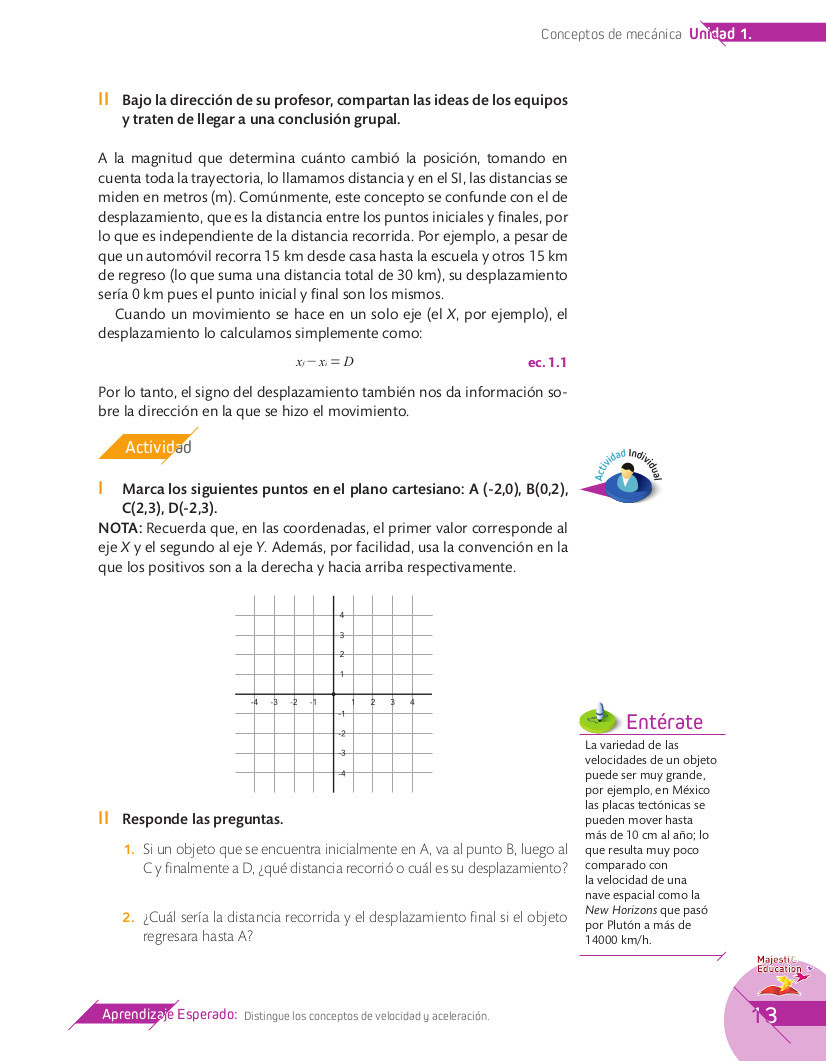 Conceptos de mecánica Unidad 1.
II Bajo la dirección de su profesor, compartan las ideas de los equipos
y traten de llegar a una conclusión grupal.
A la magnitud que determina cuánto cambió la posición, tomando en
cuenta toda la trayectoria, lo llamamos distancia y en el SI, las distancias se
miden en metros (m). Comúnmente, este concepto se confunde con el de
desplazamiento, que es la distancia entre los puntos iniciales y finales, por
lo que es independiente de la distancia recorrida. Por ejemplo, a pesar de
que un automóvil recorra 15 km desde casa hasta la escuela y otros 15 km
de regreso (lo que suma una distancia total de 30 km), su desplazamiento
sería 0 km pues el punto inicial y final son los mismos.
Cuando un movimiento se hace en un solo eje (el X, por ejemplo), el
desplazamiento lo calculamos simplemente como:
x_f − x_i = D ec. 1.1
Por lo tanto, el signo del desplazamiento también nos da información so-
bre la dirección en la que se hizo el movimiento.
Actividad
Actividad Individual
I Marca los siguientes puntos en el plano cartesiano: A (-2,0), B(0,2),
C(2,3), D(-2,3).
NOTA: Recuerda que, en las coordenadas, el primer valor corresponde al
eje X y el segundo al eje Y. Además, por facilidad, usa la convención en la
que los positivos son a la derecha y hacia arriba respectivamente.
4
3
2
1
-4 -3 -2 -1 1 2 3 4
-1
-2
-3
-4
II Responde las preguntas.
1. Si un objeto que se encuentra inicialmente en A, va al punto B, luego al
C y finalmente a D, ¿qué distancia recorrió o cuál es su desplazamiento?
2. ¿Cuál sería la distancia recorrida y el desplazamiento final si el objeto
regresara hasta A?
Entérate
La variedad de las
velocidades de un objeto
puede ser muy grande,
por ejemplo, en México
las placas tectónicas se
pueden mover hasta
más de 10 cm al año; lo
que resulta muy poco
comparado con
la velocidad de una
nave espacial como la
New Horizons que pasó
por Plutón a más de
14000 km/h.
Majestic
Education
Aprendizaje Esperado: Distingue los conceptos de velocidad y aceleración.
13